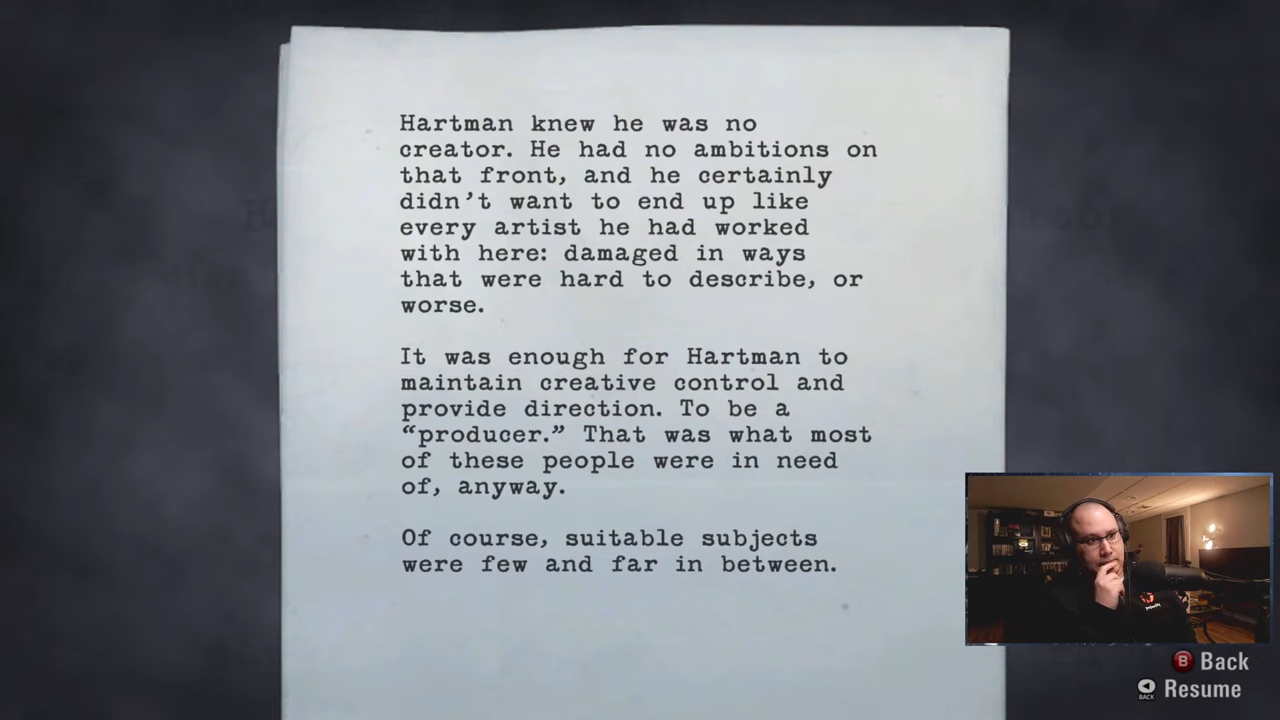 Hartman knew he was no
creator. He had no ambitions on
that front, and he certainly
didn’t want to end up like
every artist he had worked
with here: damaged in ways
that were hard to describe, or
worse.
It was enough for Hartman to
maintain creative control and
provide direction. To be a
“producer.” That was what most
of these people were in need
of, anyway.
Of course, suitable subjects
were few and far in between.
B Back
BACK Resume